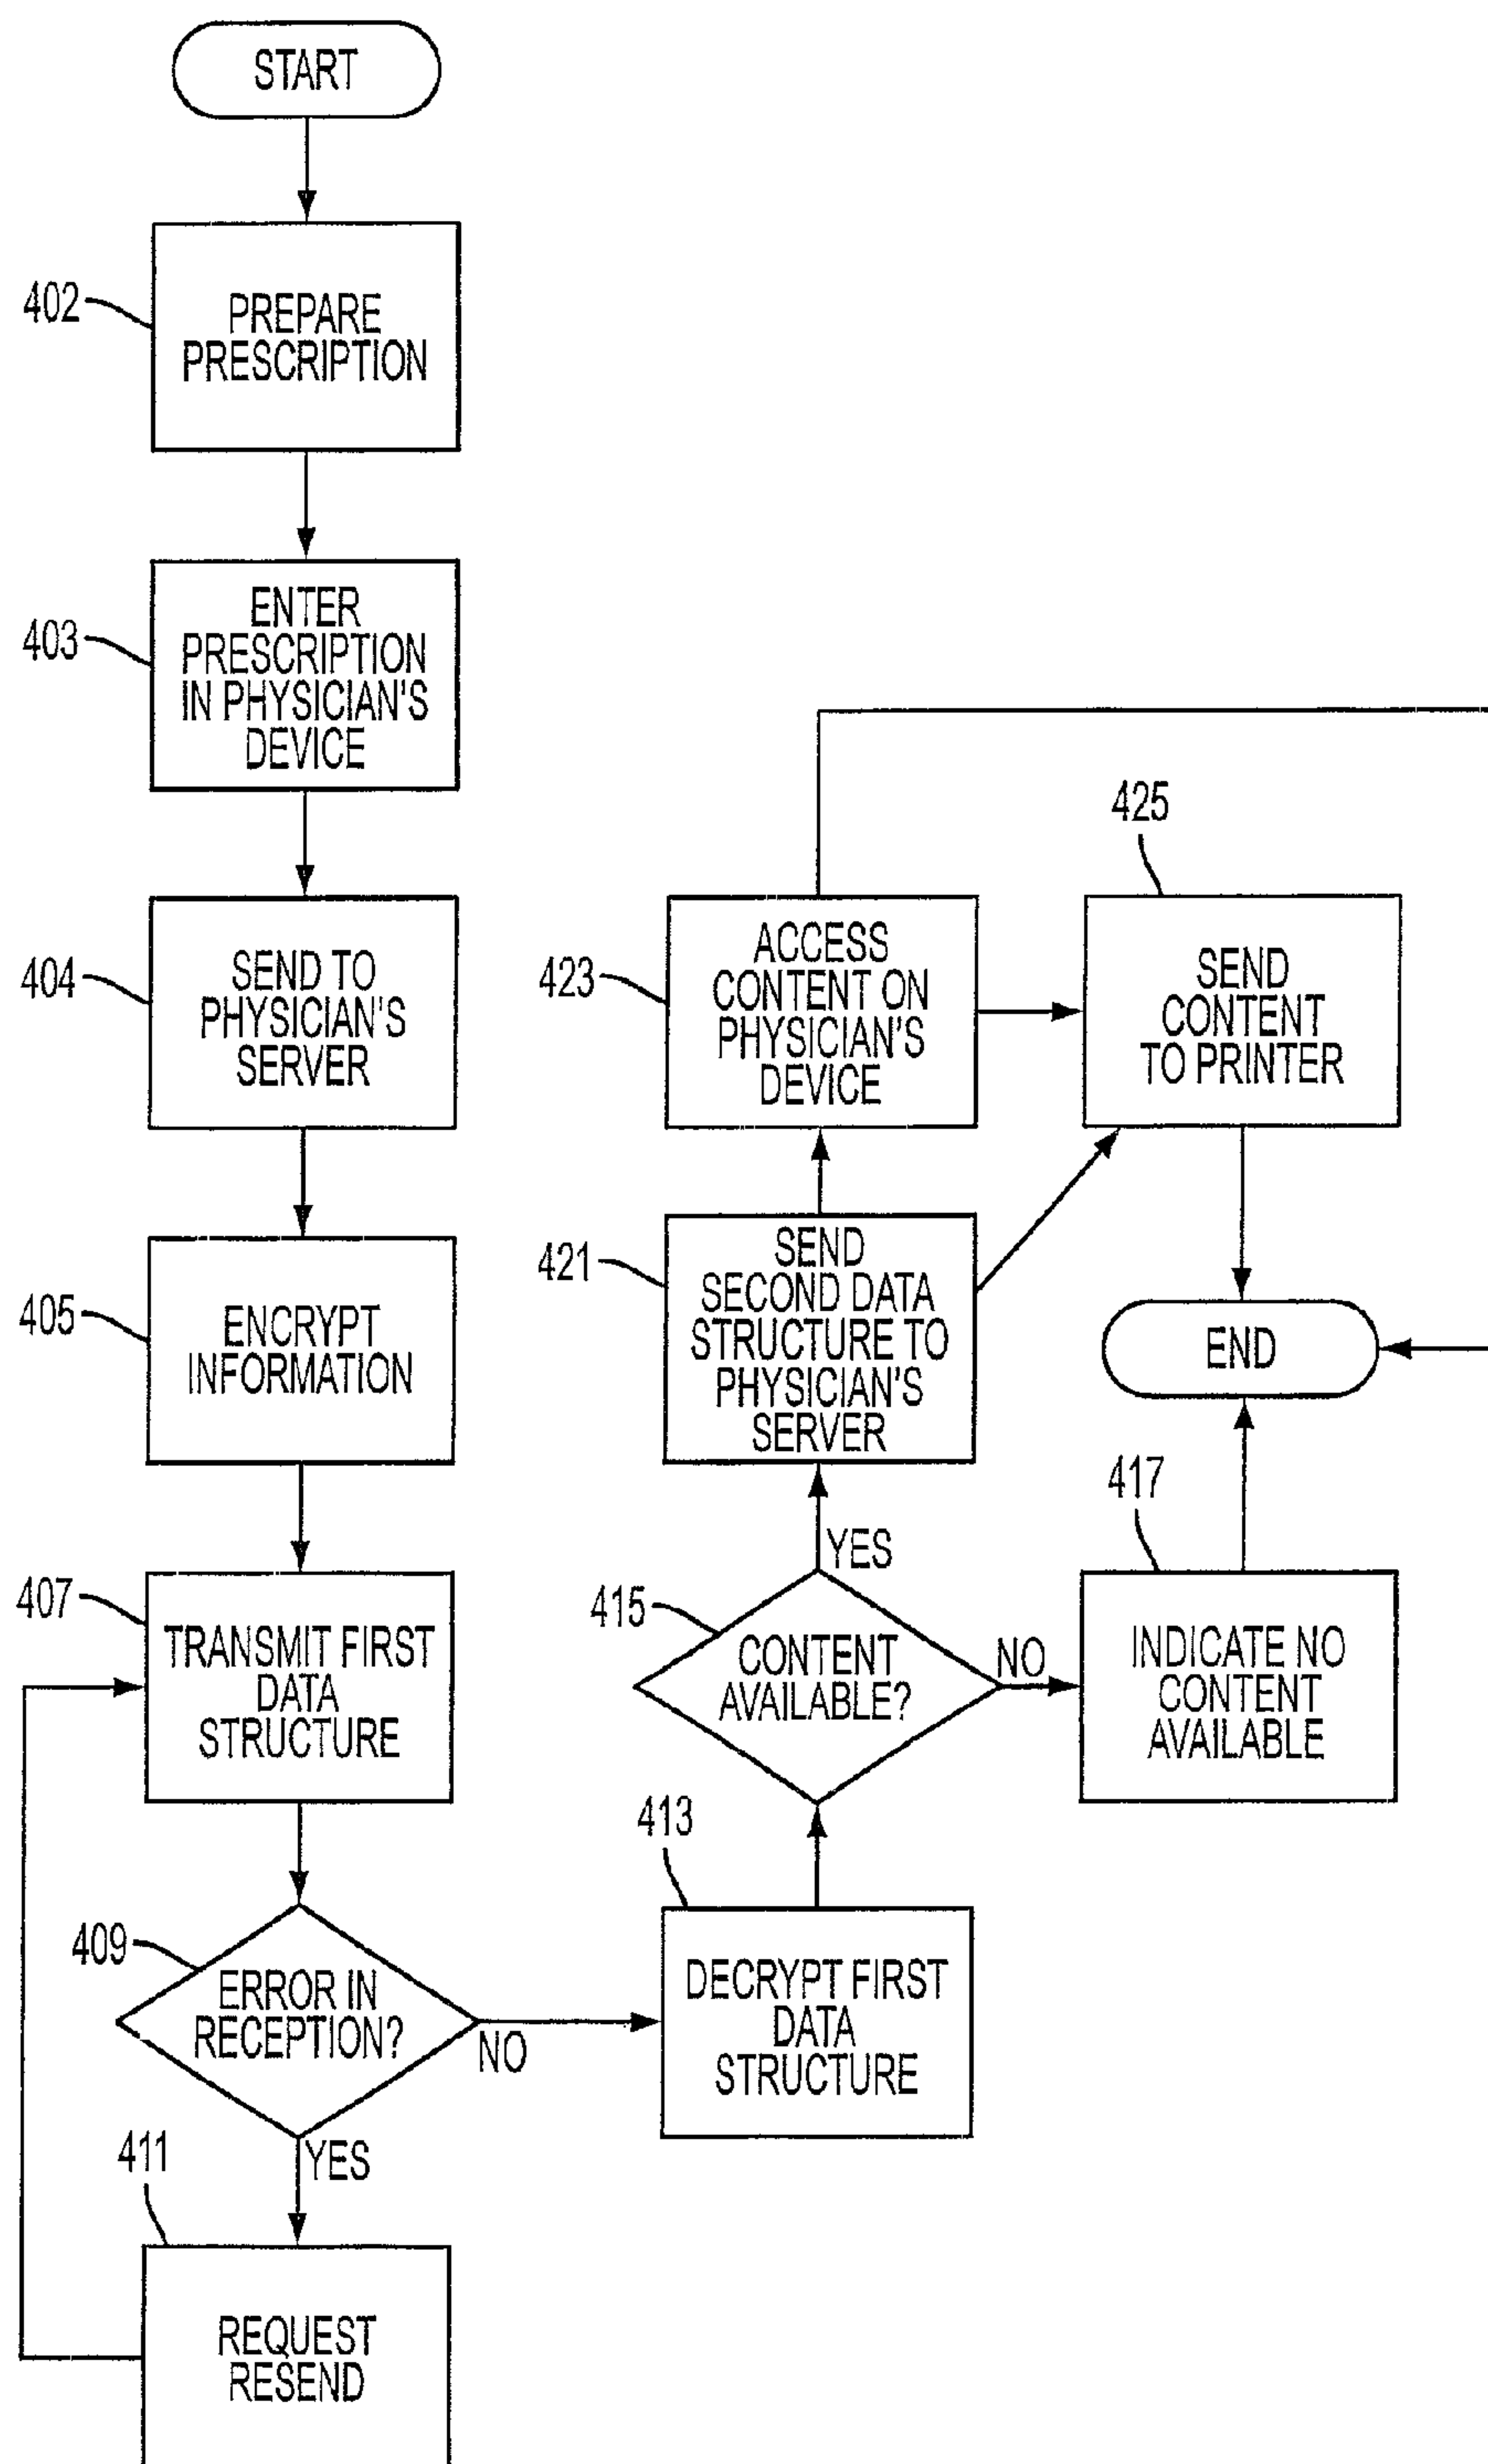 START
402
PREPARE
PRESCRIPTION
403
ENTER
PRESCRIPTION
IN PHYSICIAN'S
DEVICE
404
SEND TO
PHYSICIAN'S
SERVER
405
ENCRYPT
INFORMATION
407
TRANSMIT FIRST
DATA
STRUCTURE
409
ERROR IN
RECEPTION?
NO
YES
411
REQUEST
RESEND
413
DECRYPT FIRST
DATA
STRUCTURE
415
CONTENT
AVAILABLE?
YES
NO
417
INDICATE NO
CONTENT
AVAILABLE
421
SEND
SECOND DATA
STRUCTURE TO
PHYSICIAN'S
SERVER
423
ACCESS
CONTENT ON
PHYSICIAN'S
DEVICE
425
SEND
CONTENT
TO PRINTER
END